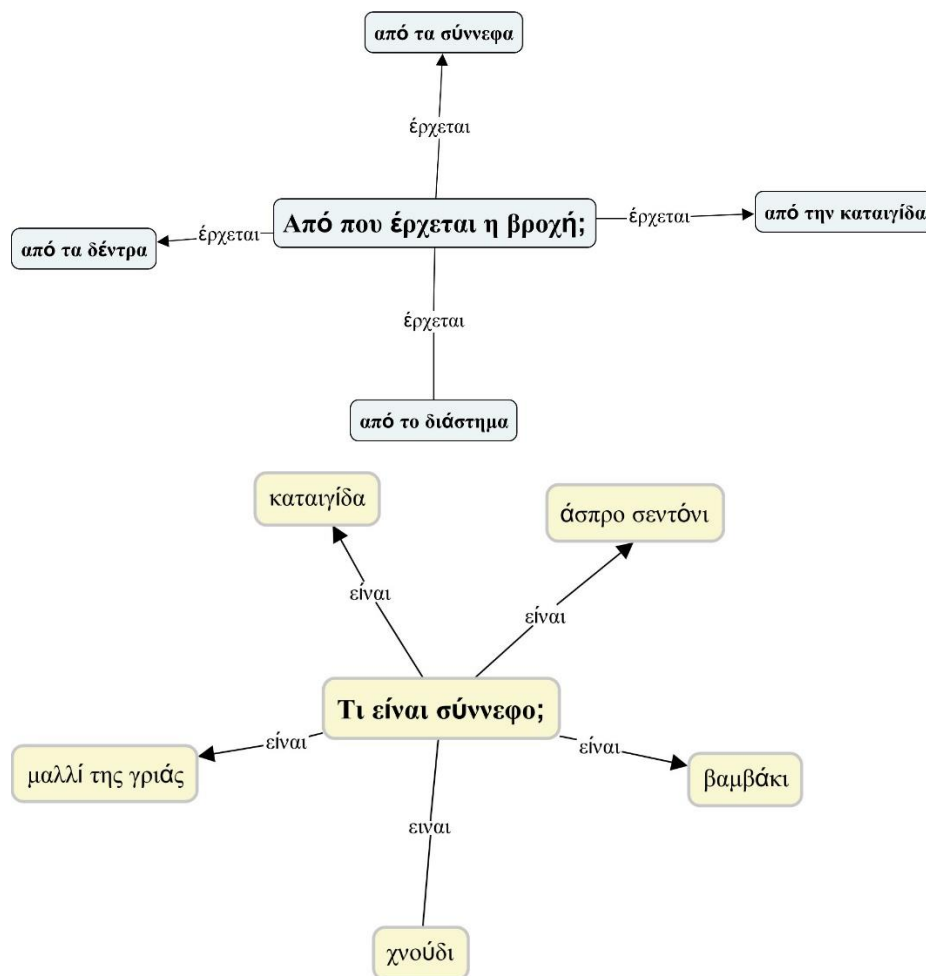 από τα σύννεφα
έρχεται
Από που έρχεται η βροχή;
έρχεται
από την καταιγίδα
έρχεται
από τα δέντρα
έρχεται
από το διάστημα
καταιγίδα
άσπρο σεντόνι
είναι
είναι
Τι είναι σύννεφο;
είναι
είναι
μαλλί της γριάς
βαμβάκι
ειναι
χνούδι